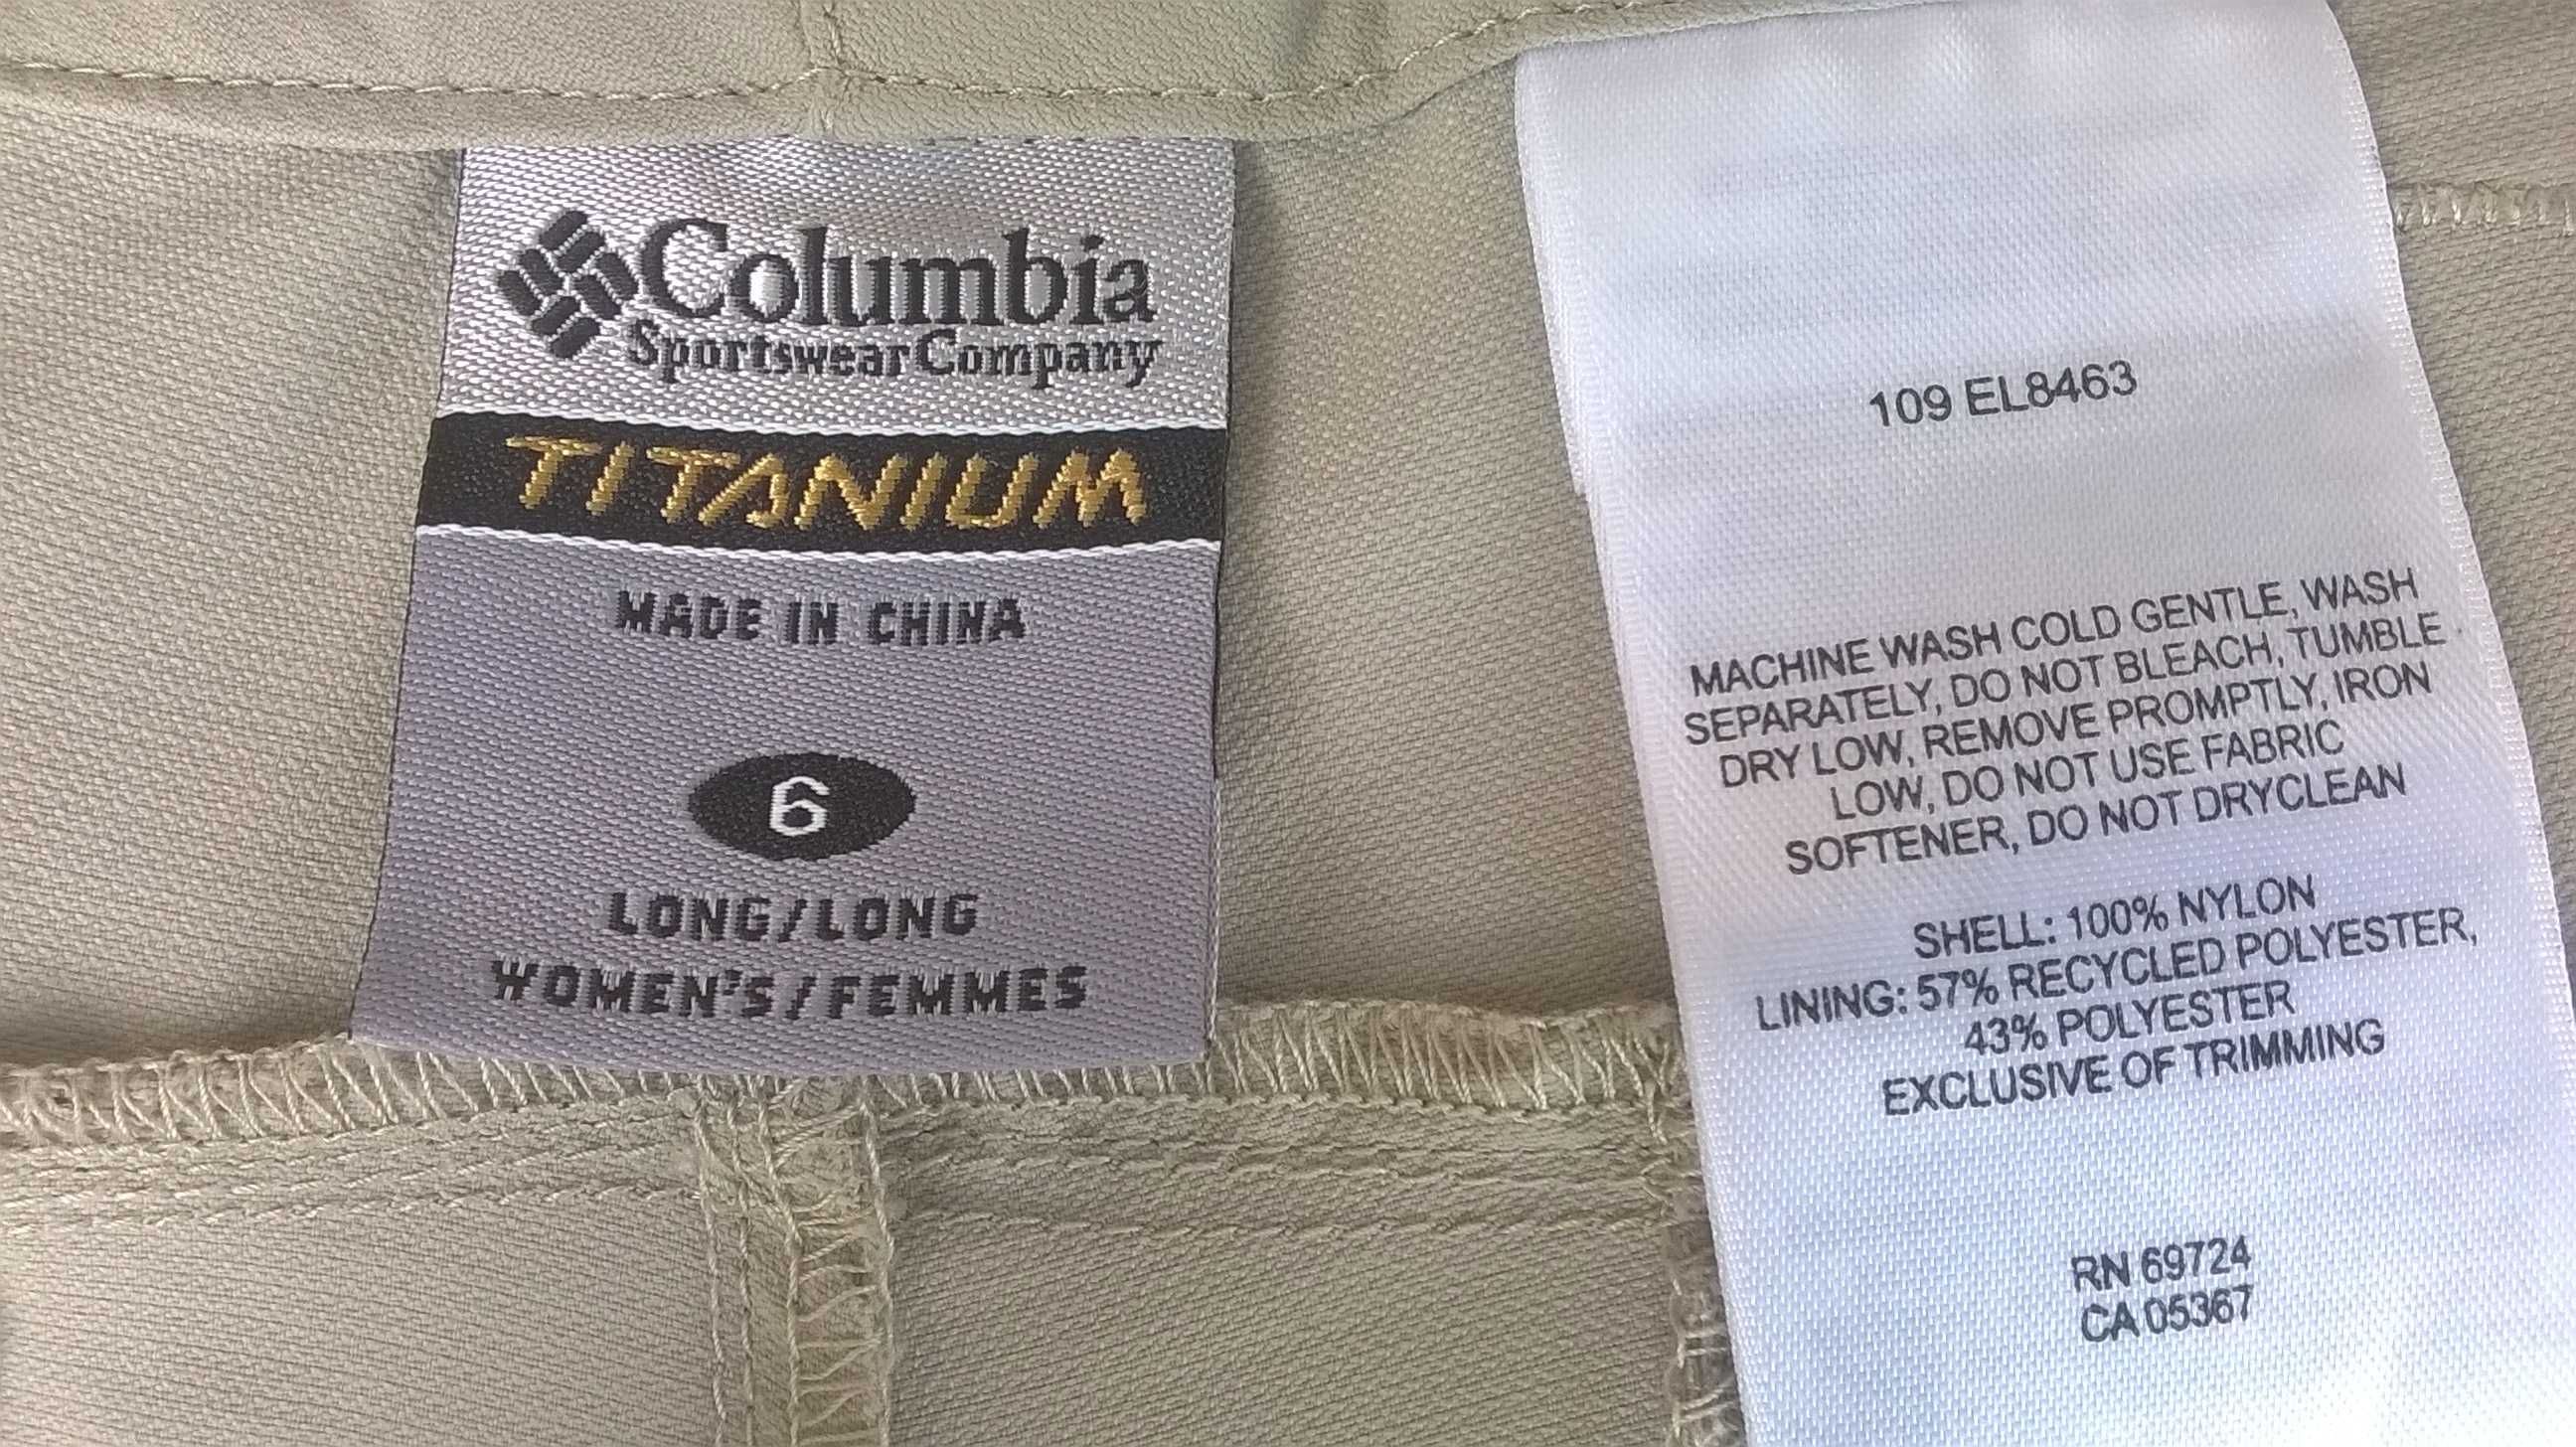 Columbia
Sportswear Company
TITANIUM
MADE IN CHINA
6
LONG/LONG
WOMEN'S/FEMMES
109 EL8463
MACHINE WASH COLD GENTLE, WASH
SEPARATELY, DO NOT BLEACH, TUMBLE
DRY LOW, REMOVE PROMPTLY, IRON
LOW, DO NOT USE FABRIC
SOFTENER, DO NOT DRYCLEAN
SHELL: 100% NYLON
LINING: 57% RECYCLED POLYESTER,
43% POLYESTER
EXCLUSIVE OF TRIMMING
RN 69724
CA 05367